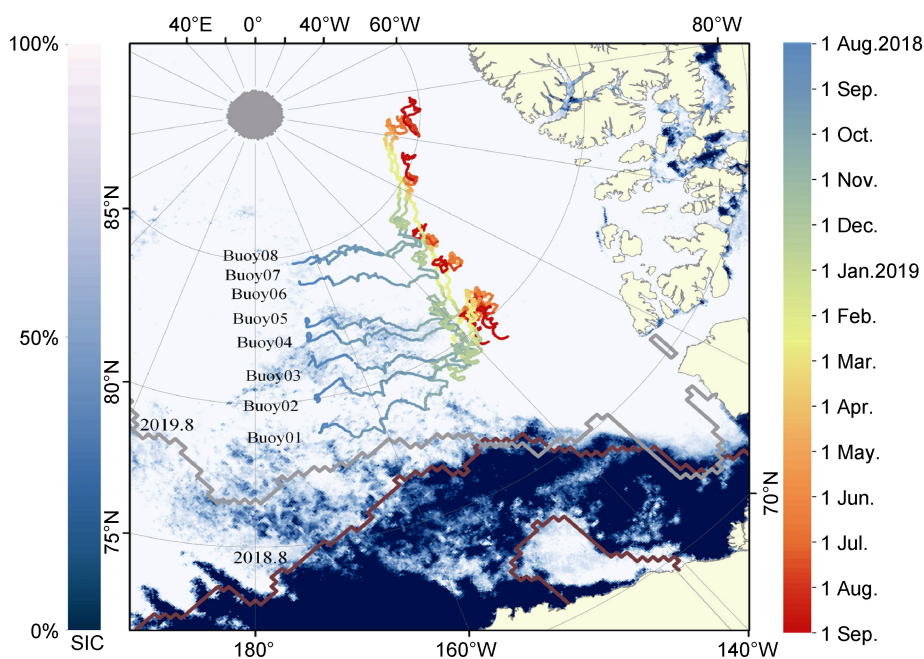 40°E 0° 40°W 60°W 80°W
100%
50%
0%
SIC
85°N
80°N
75°N
70°N
180° 160°W 140°W
Buoy08
Buoy07
Buoy06
Buoy05
Buoy04
Buoy03
Buoy02
Buoy01
2019.8
2018.8
1 Aug.2018
1 Sep.
1 Oct.
1 Nov.
1 Dec.
1 Jan.2019
1 Feb.
1 Mar.
1 Apr.
1 May.
1 Jun.
1 Jul.
1 Aug.
1 Sep.